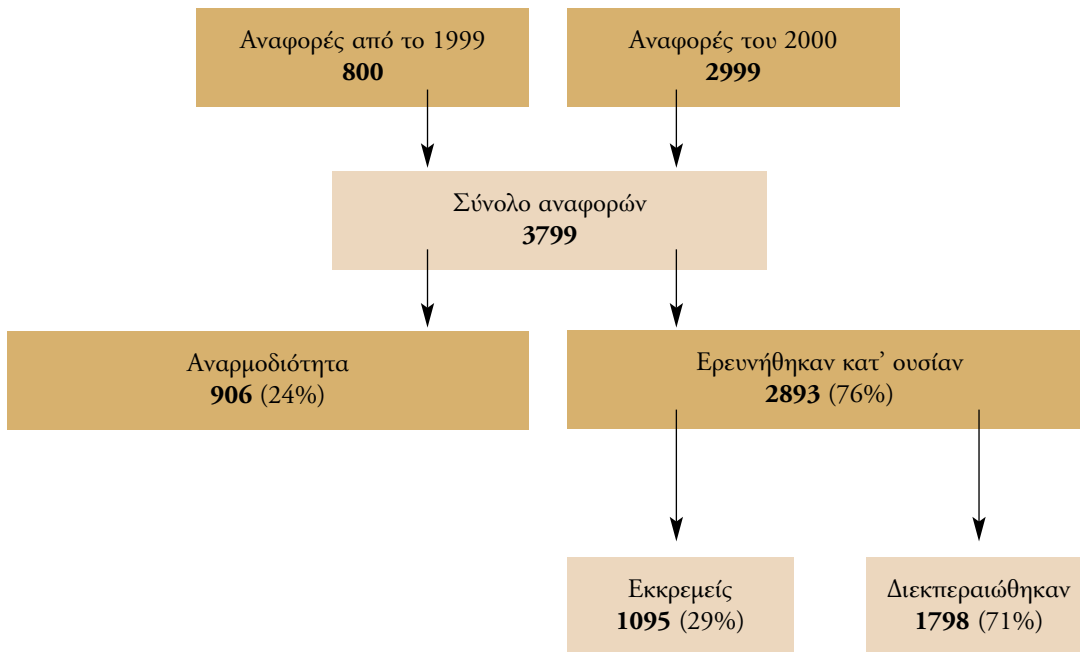 Αναφορές από το 1999
800
Αναφορές του 2000
2999
Σύνολο αναφορών
3799
Αναρμοδιότητα
906 (24%)
Ερευνήθηκαν κατ’ ουσίαν
2893 (76%)
Εκκρεμείς
1095 (29%)
Διεκπεραιώθηκαν
1798 (71%)